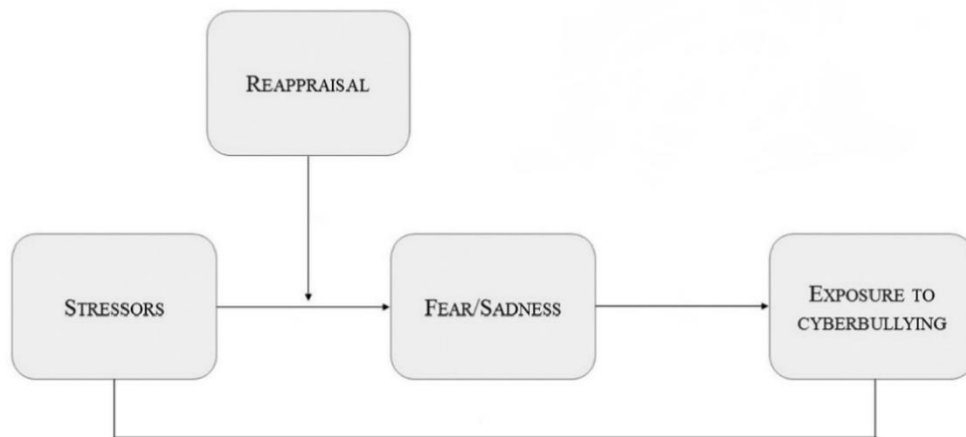 REAPPRAISAL
STRESSORS
FEAR/SADNESS
EXPOSURE TO
CYBERBULLYING